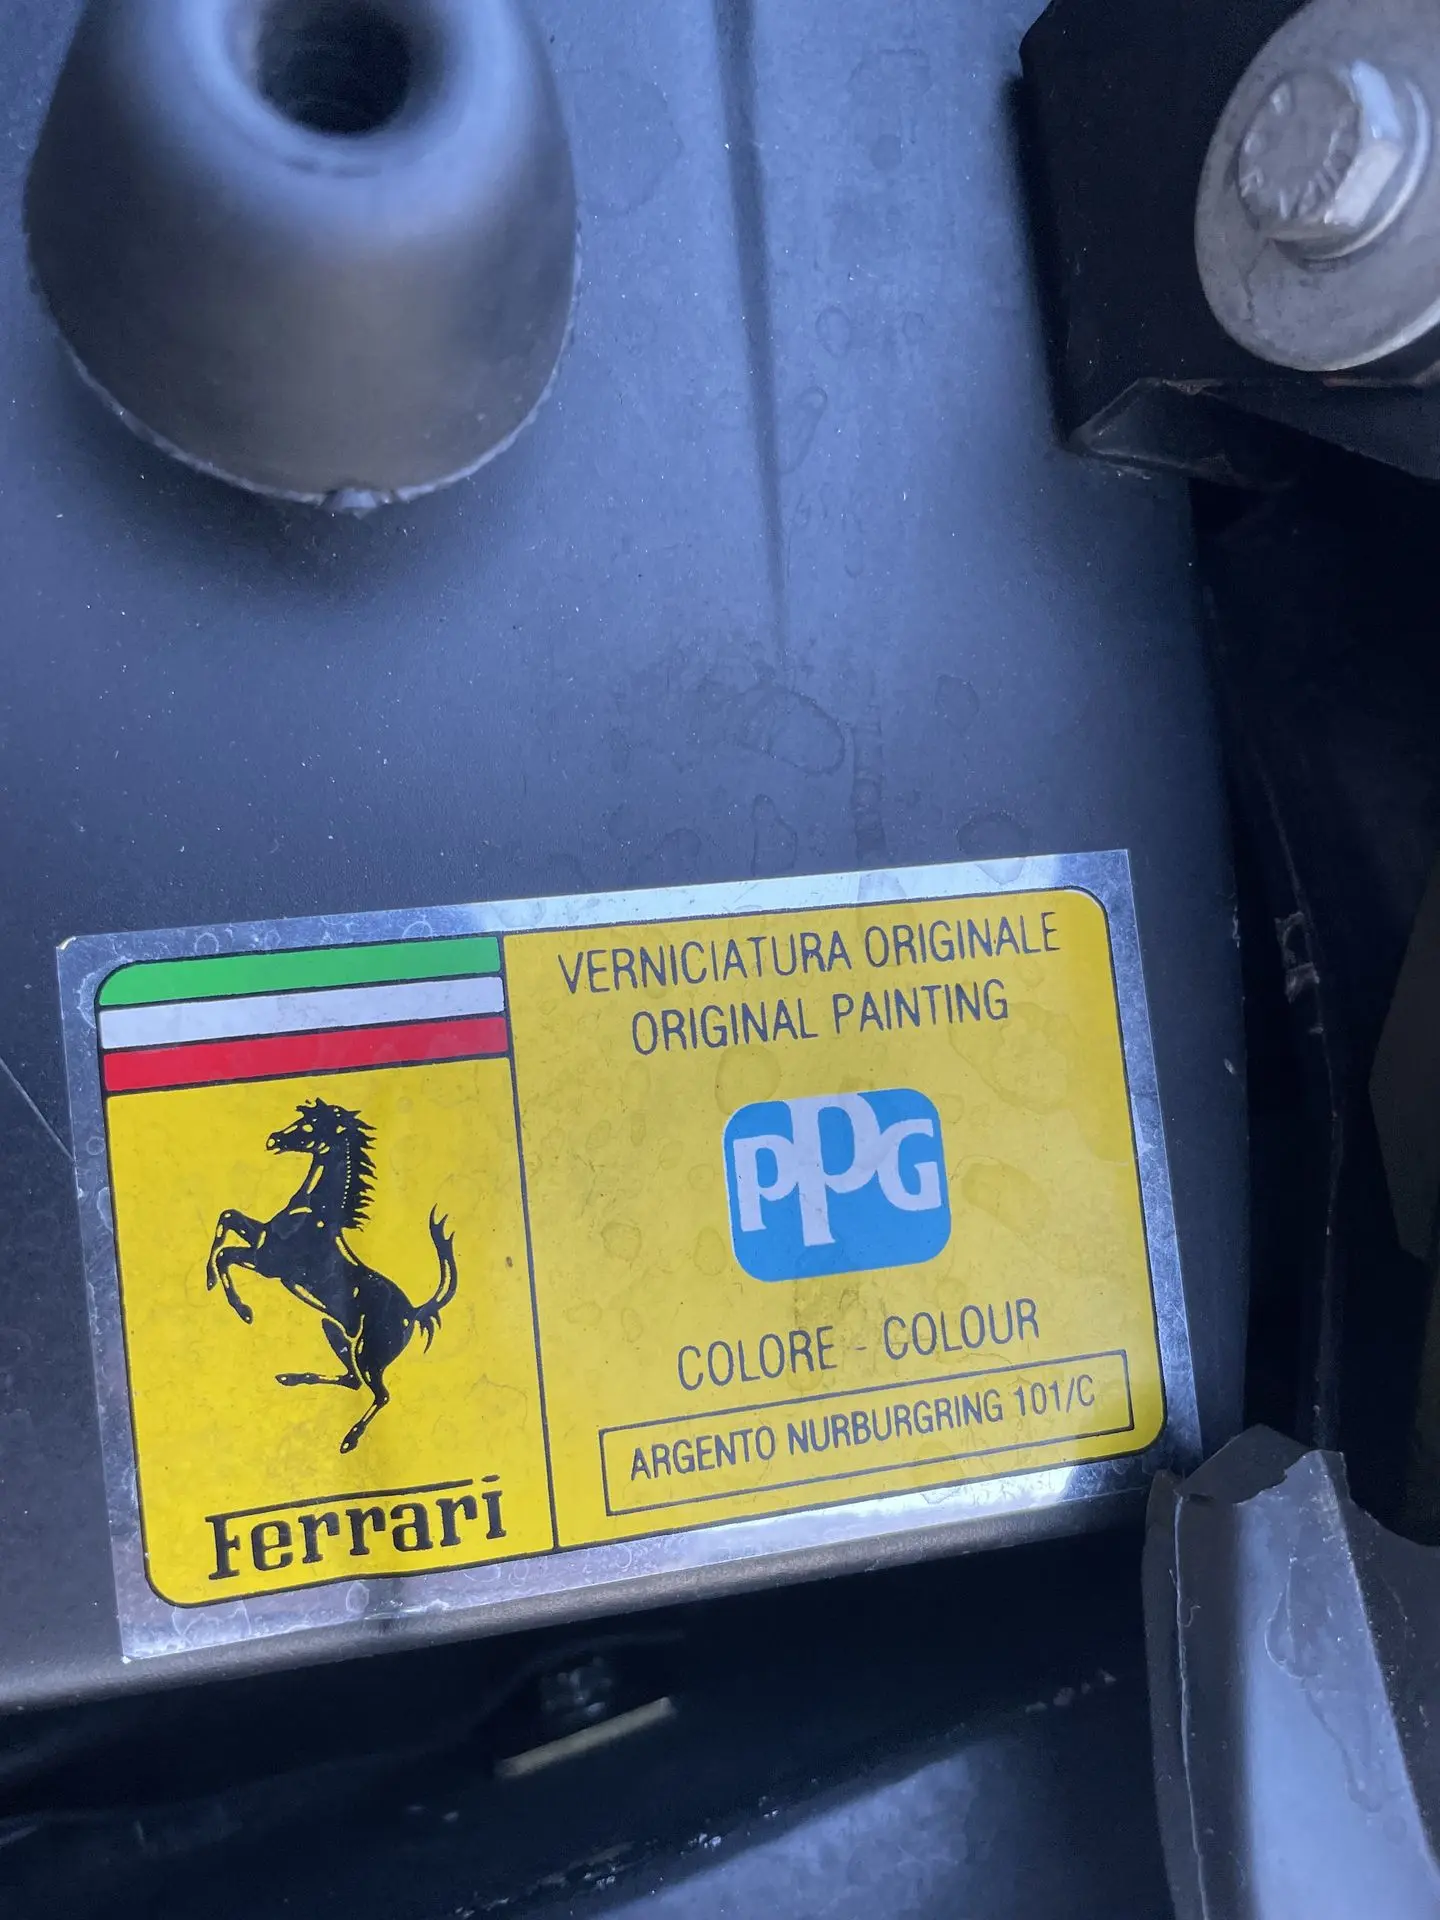 VERNICIATURA ORIGINALE
ORIGINAL PAINTING
PPG
COLORE - COLOUR
ARGENTO NURBURGRING 101/C
Ferrari